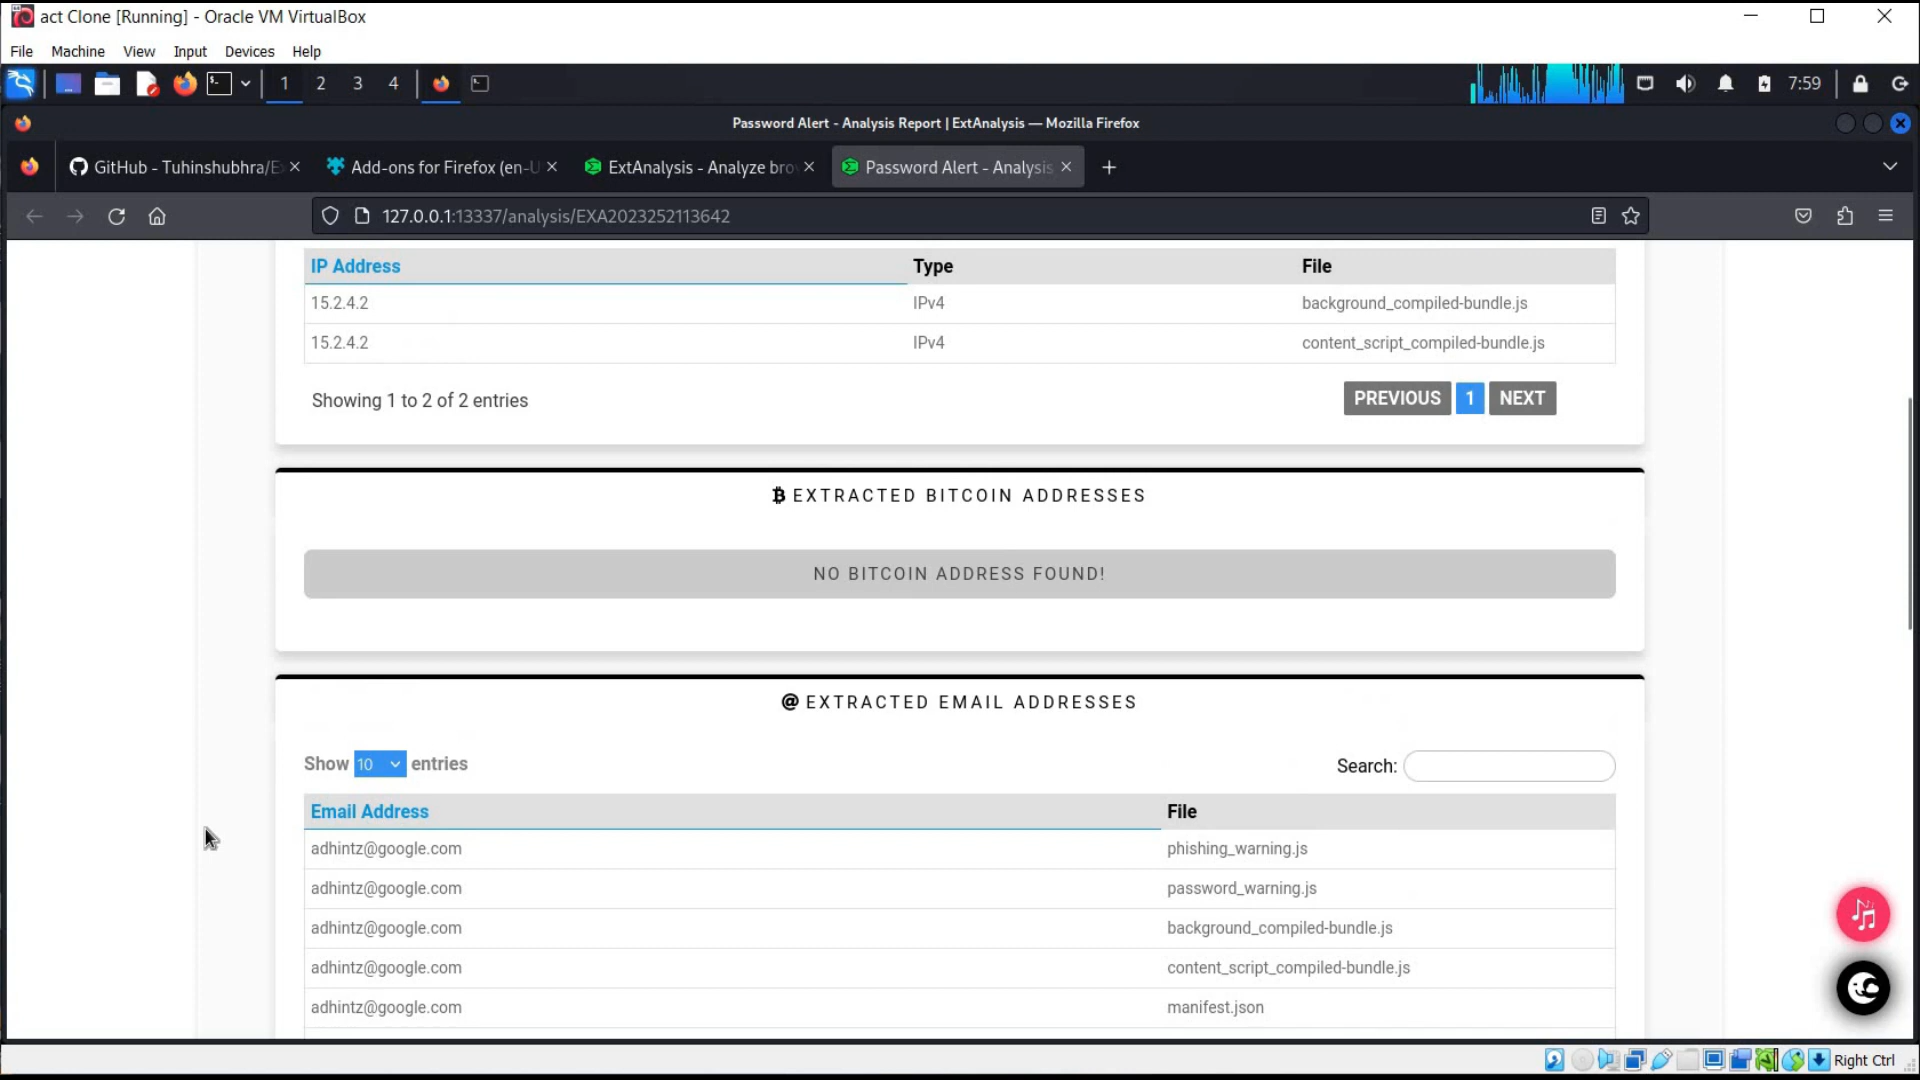 act Clone [Running] - Oracle VM VirtualBox
File Machine View Input Devices Help
1 2 3 4 7:59
Password Alert - Analysis Report | ExtAnalysis — Mozilla Firefox
GitHub - Tuhinshubhra/E Add-ons for Firefox (en-U ExtAnalysis - Analyze bro Password Alert - Analysis
127.0.0.1:13337/analysis/EXA2023252113642
IP Address Type File
15.2.4.2 IPv4 background_compiled-bundle.js
15.2.4.2 IPv4 content_script_compiled-bundle.js
Showing 1 to 2 of 2 entries PREVIOUS 1 NEXT
EXTRACTED BITCOIN ADDRESSES
NO BITCOIN ADDRESS FOUND!
@ EXTRACTED EMAIL ADDRESSES
Show 10 entries Search:
Email Address File
adhintz@google.com phishing_warning.js
adhintz@google.com password_warning.js
adhintz@google.com background_compiled-bundle.js
adhintz@google.com content_script_compiled-bundle.js
adhintz@google.com manifest.json
Right Ctrl